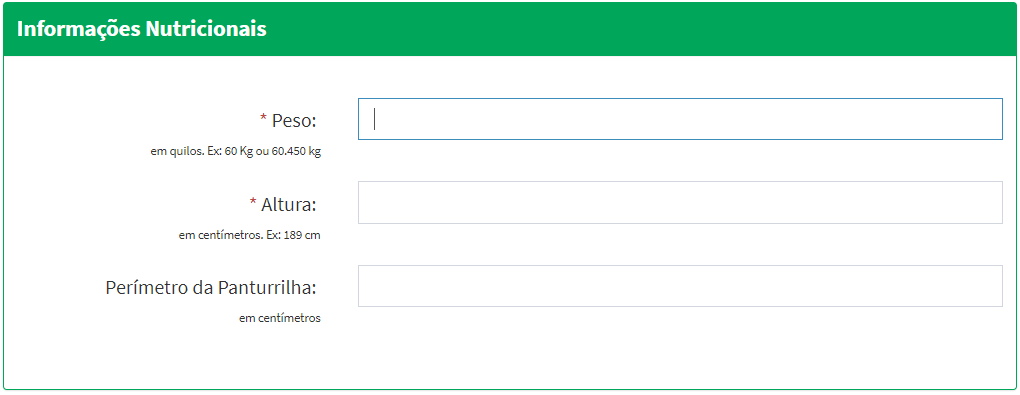 Informações Nutricionais
* Peso:
em quilos. Ex: 60 Kg ou 60.450 kg
* Altura:
em centímetros. Ex: 189 cm
Perímetro da Panturrilha:
em centímetros